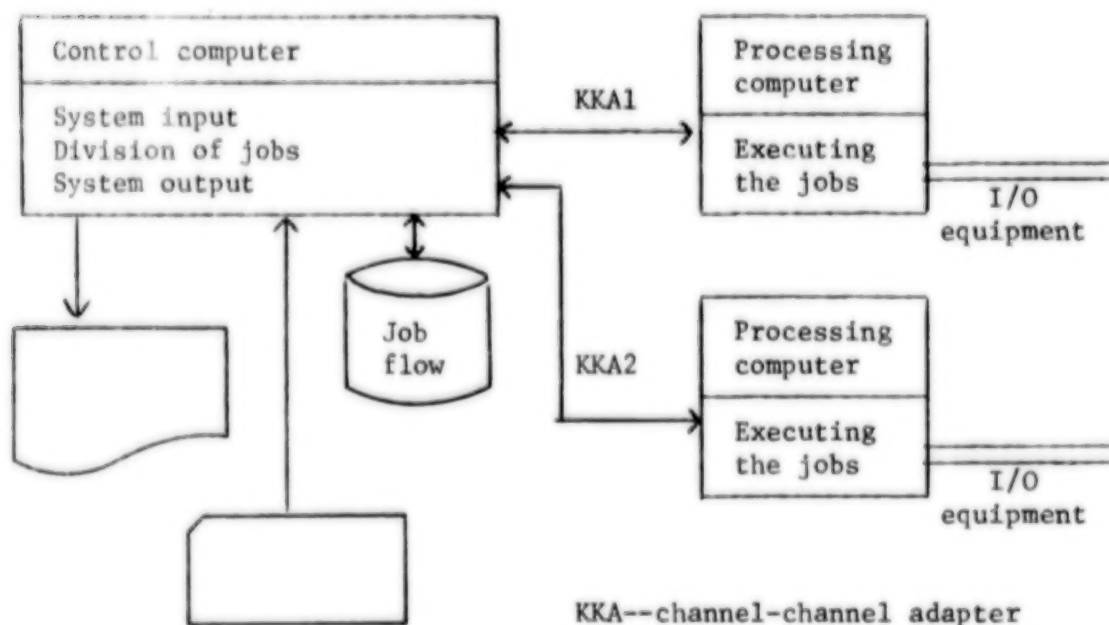 Control computer
System input
Division of jobs
System output
KKA1
Processing
computer
Executing
the jobs
I/O
equipment
Job
flow
KKA2
Processing
computer
Executing
the jobs
I/O
equipment
KKA--channel-channel adapter